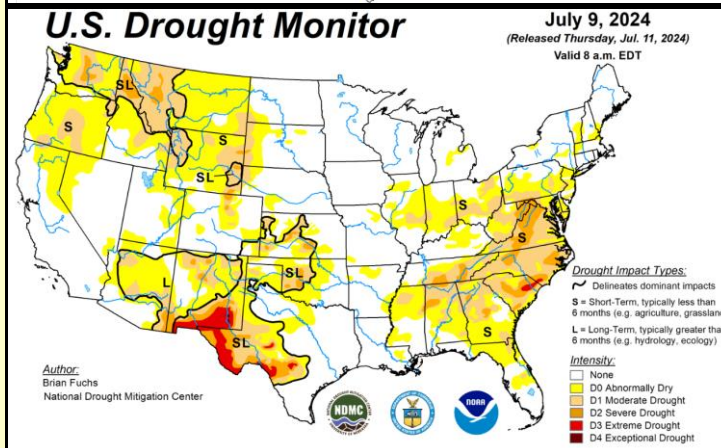 U.S. Drought Monitor
July 9, 2024
(Released Thursday, Jul. 11, 2024)
Valid 8 a.m. EDT
SL
S
S
SL
S
S
L
SL
SL
S
Drought Impact Types:
Delineates dominant impacts
S = Short-Term, typically less than
6 months (e.g. agriculture, grassland
L = Long-Term, typically greater tha
6 months (e.g. hydrology, ecology)
Intensity:
None
D0 Abnormally Dry
D1 Moderate Drought
D2 Severe Drought
D3 Extreme Drought
D4 Exceptional Drought
Author:
Brian Fuchs
National Drought Mitigation Center
NDMC
NOAA